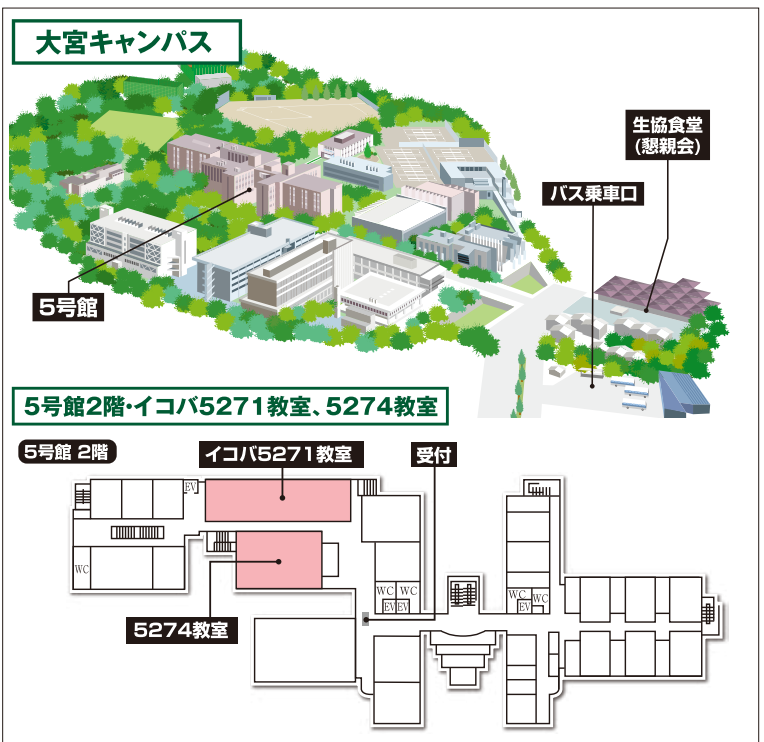 大宮キャンパス
生協食堂
(懇親会)
バス乗車口
5号館
5号館2階・イコバ5271教室、5274教室
5号館 2階
イコバ5271教室
受付
EV
WC
WC
WC
EV
EV
WC
WC
EV
5274教室